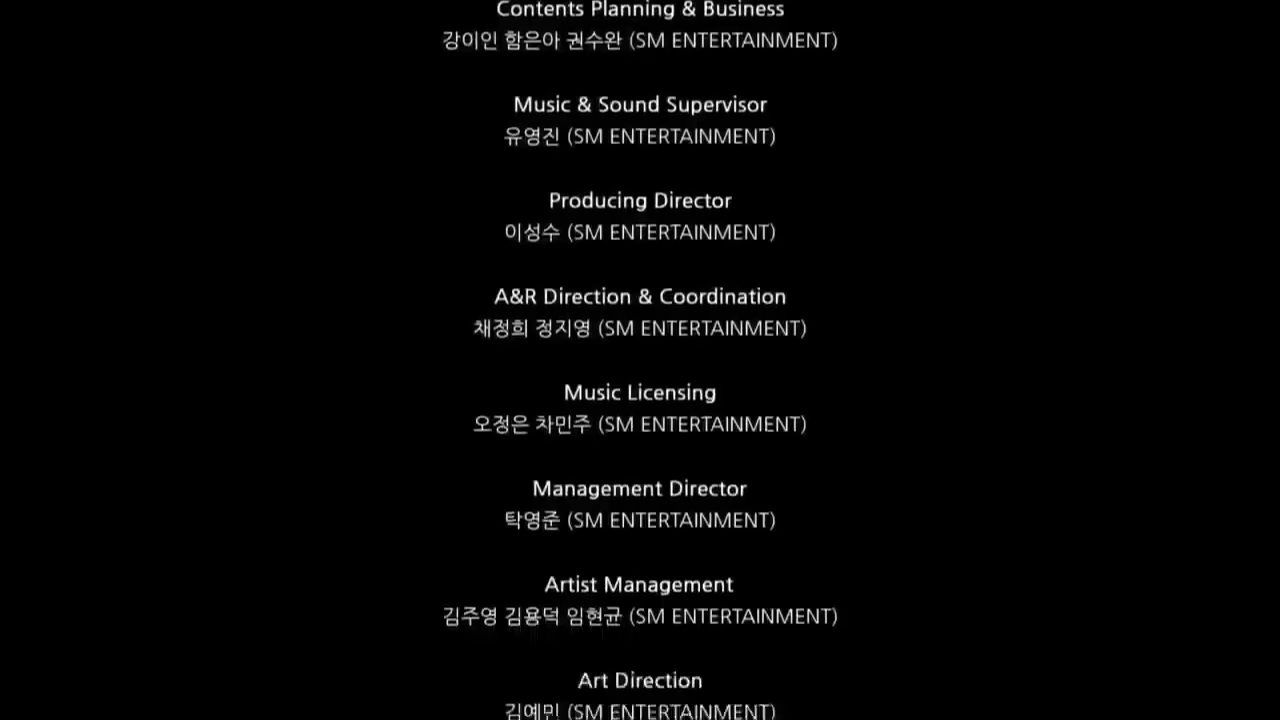 Contents Planning & Business
강이인 함은아 권수완 (SM ENTERTAINMENT)
Music & Sound Supervisor
유영진 (SM ENTERTAINMENT)
Producing Director
이성수 (SM ENTERTAINMENT)
A&R Direction & Coordination
채정희 정지영 (SM ENTERTAINMENT)
Music Licensing
오정은 차민주 (SM ENTERTAINMENT)
Management Director
탁영준 (SM ENTERTAINMENT)
Artist Management
김주영 김용덕 임현균 (SM ENTERTAINMENT)
Art Direction
김예민 (SM ENTERTAINMENT)